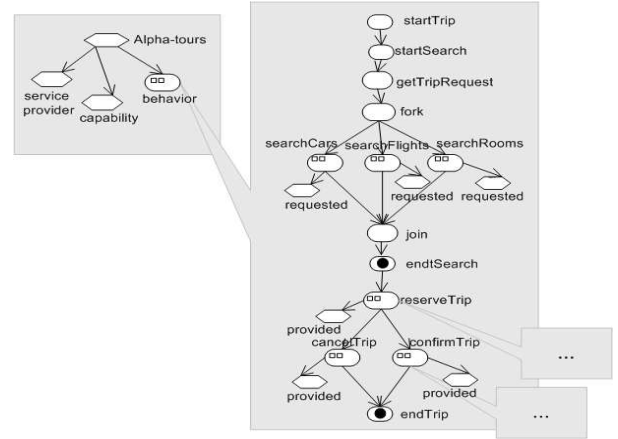 Alpha-tours
service
provider
capability
behavior
startTrip
startSearch
getTripRequest
fork
searchCars
searchFlights
searchRooms
requested
requested
requested
join
endtSearch
reserveTrip
provided
cancelTrip
confirmTrip
provided
provided
endTrip
...
...